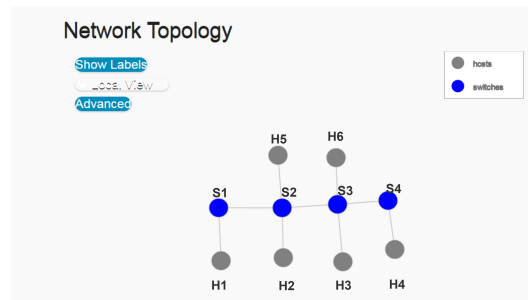 Network Topology
Show Labels
Local View
Advanced
hosts
switches
H5 H6
S1 S2 S3 S4
H1 H2 H3 H4